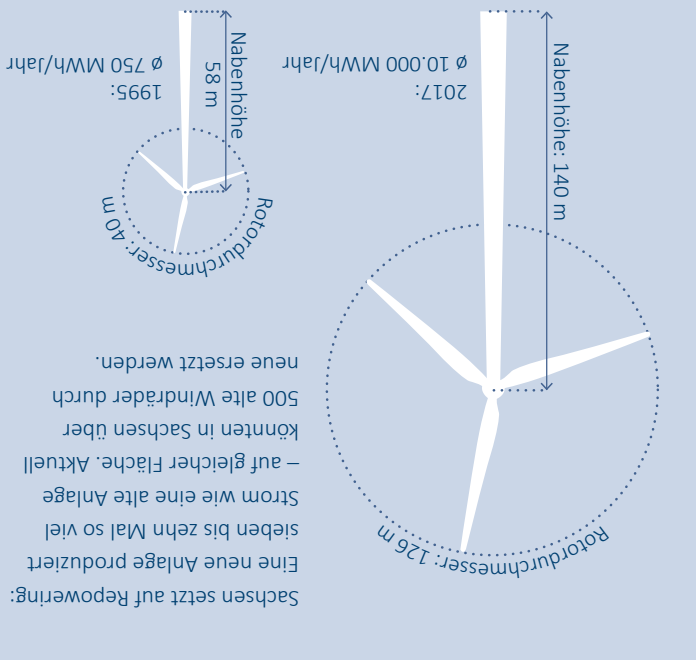 Sachsen setzt auf Repowering:
Eine neue Anlage produziert
sieben bis zehn Mal so viel
Strom wie eine alte Anlage
– auf gleicher Fläche. Aktuell
könnten in Sachsen über
500 alte Windräder durch
neue ersetzt werden.
Rotordurchmesser: 126 m
Nabenhöhe: 140 m
2017:
ø 10.000 MWh/Jahr
Rotordurchmesser: 40 m
Nabenhöhe
58 m
1995:
ø 750 MWh/Jahr